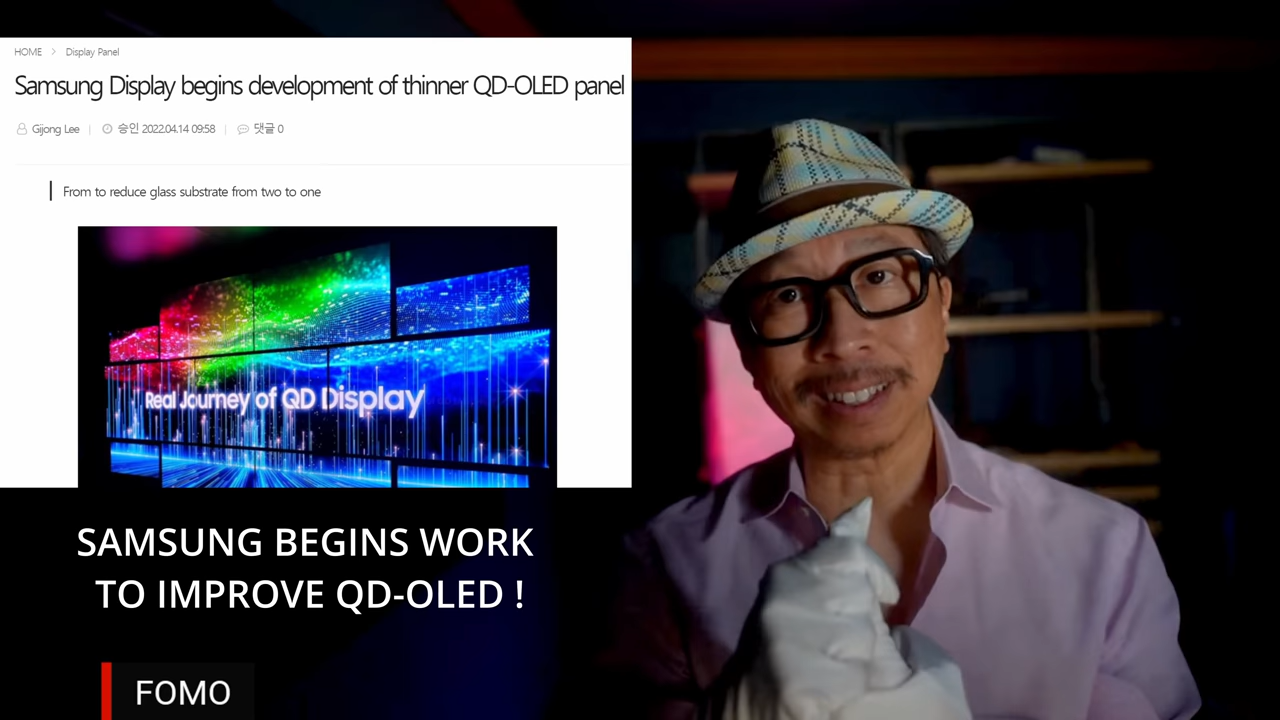 HOME > Display Panel
Samsung Display begins development of thinner QD-OLED panel
Gijong Lee | 승인 2022.04.14 09:58 | 댓글 0
From to reduce glass substrate from two to one
Real Journey of QD Display
SAMSUNG BEGINS WORK
TO IMPROVE QD-OLED !
FOMO